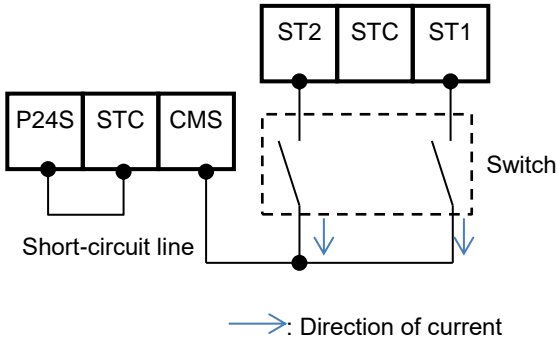 ST2 STC ST1
P24S STC CMS
Switch
Short-circuit line
: Direction of current